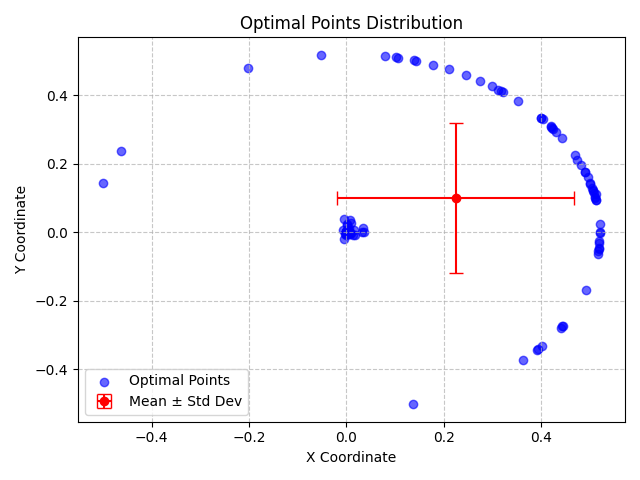 Optimal Points Distribution
Y Coordinate
0.4
0.2
0.0
−0.2
−0.4
Optimal Points
Mean ± Std Dev
−0.4
−0.2
0.0
0.2
0.4
X Coordinate